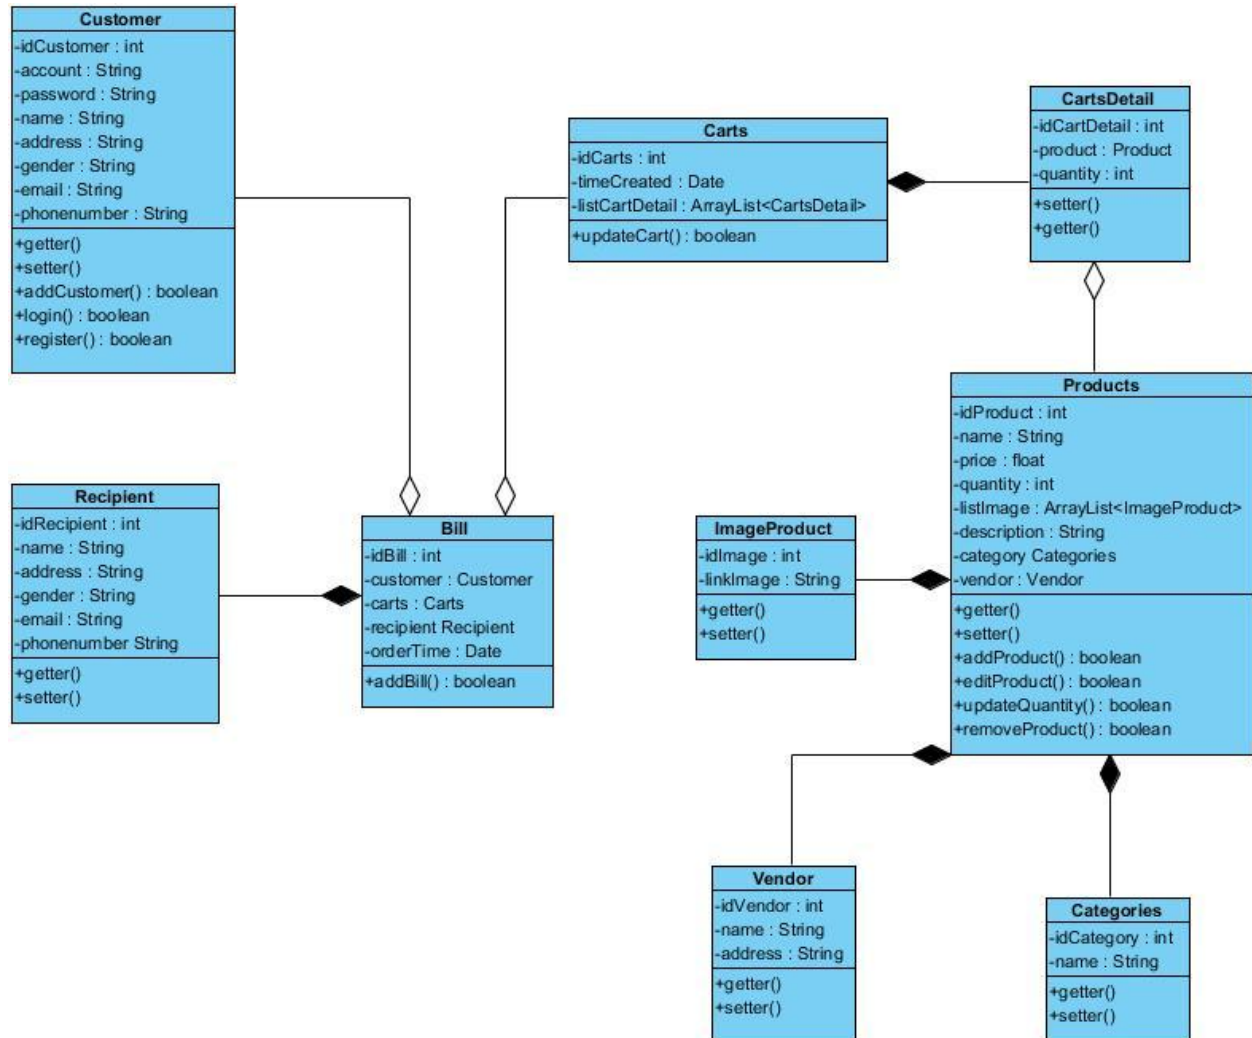 Customer
-idCustomer : int
-account : String
-password : String
-name : String
-address : String
-gender : String
-email : String
-phonenumber : String
+getter()
+setter()
+addCustomer() : boolean
+login() : boolean
+register() : boolean
Carts
-idCarts : int
-timeCreated : Date
-listCartDetail : ArrayList<CartsDetail>
+updateCart() : boolean
CartsDetail
-idCartDetail : int
-product : Product
-quantity : int
+setter()
+getter()
Recipient
-idRecipient : int
-name : String
-address : String
-gender : String
-email : String
-phonenumber String
+getter()
+setter()
Bill
-idBill : int
-customer : Customer
-carts : Carts
-recipient Recipient
-orderTime : Date
+addBill() : boolean
ImageProduct
-idImage : int
-linkImage : String
+getter()
+setter()
Products
-idProduct : int
-name : String
-price : float
-quantity : int
-listImage : ArrayList<ImageProduct>
-description : String
-category Categories
-vendor : Vendor
+getter()
+setter()
+addProduct() : boolean
+editProduct() : boolean
+updateQuantity() : boolean
+removeProduct() : boolean
Vendor
-idVendor : int
-name : String
-address : String
+getter()
+setter()
Categories
-idCategory : int
-name : String
+getter()
+setter()